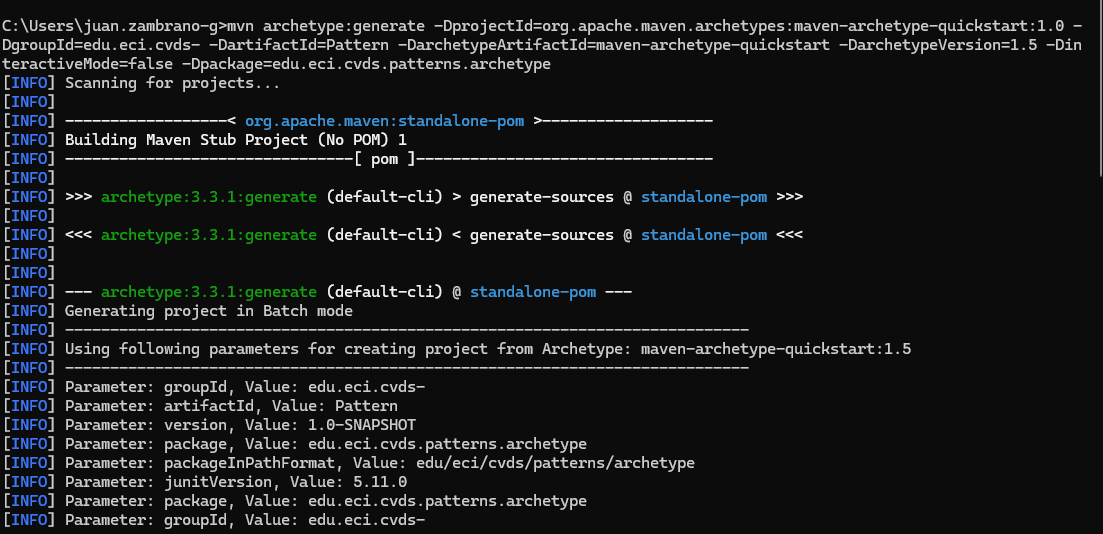 C:\Users\juan.zambrano-g>mvn archetype:generate -DprojectId=org.apache.maven.archetypes:maven-archetype-quickstart:1.0 -
DgroupId=edu.eci.cvds- -DartifactId=Pattern -DarchetypeArtifactId=maven-archetype-quickstart -DarchetypeVersion=1.5 -Din
teractiveMode=false -Dpackage=edu.eci.cvds.patterns.archetype
[INFO] Scanning for projects...
[INFO]
[INFO] ------------------< org.apache.maven:standalone-pom >-------------------
[INFO] Building Maven Stub Project (No POM) 1
[INFO] --------------------------------[ pom ]---------------------------------
[INFO]
[INFO] >>> archetype:3.3.1:generate (default-cli) > generate-sources @ standalone-pom >>>
[INFO]
[INFO] <<< archetype:3.3.1:generate (default-cli) < generate-sources @ standalone-pom <<<
[INFO]
[INFO]
[INFO] --- archetype:3.3.1:generate (default-cli) @ standalone-pom ---
[INFO] Generating project in Batch mode
[INFO] ----------------------------------------------------------------------------
[INFO] Using following parameters for creating project from Archetype: maven-archetype-quickstart:1.5
[INFO] ----------------------------------------------------------------------------
[INFO] Parameter: groupId, Value: edu.eci.cvds-
[INFO] Parameter: artifactId, Value: Pattern
[INFO] Parameter: version, Value: 1.0-SNAPSHOT
[INFO] Parameter: package, Value: edu.eci.cvds.patterns.archetype
[INFO] Parameter: packageInPathFormat, Value: edu/eci/cvds/patterns/archetype
[INFO] Parameter: junitVersion, Value: 5.11.0
[INFO] Parameter: package, Value: edu.eci.cvds.patterns.archetype
[INFO] Parameter: groupId, Value: edu.eci.cvds-